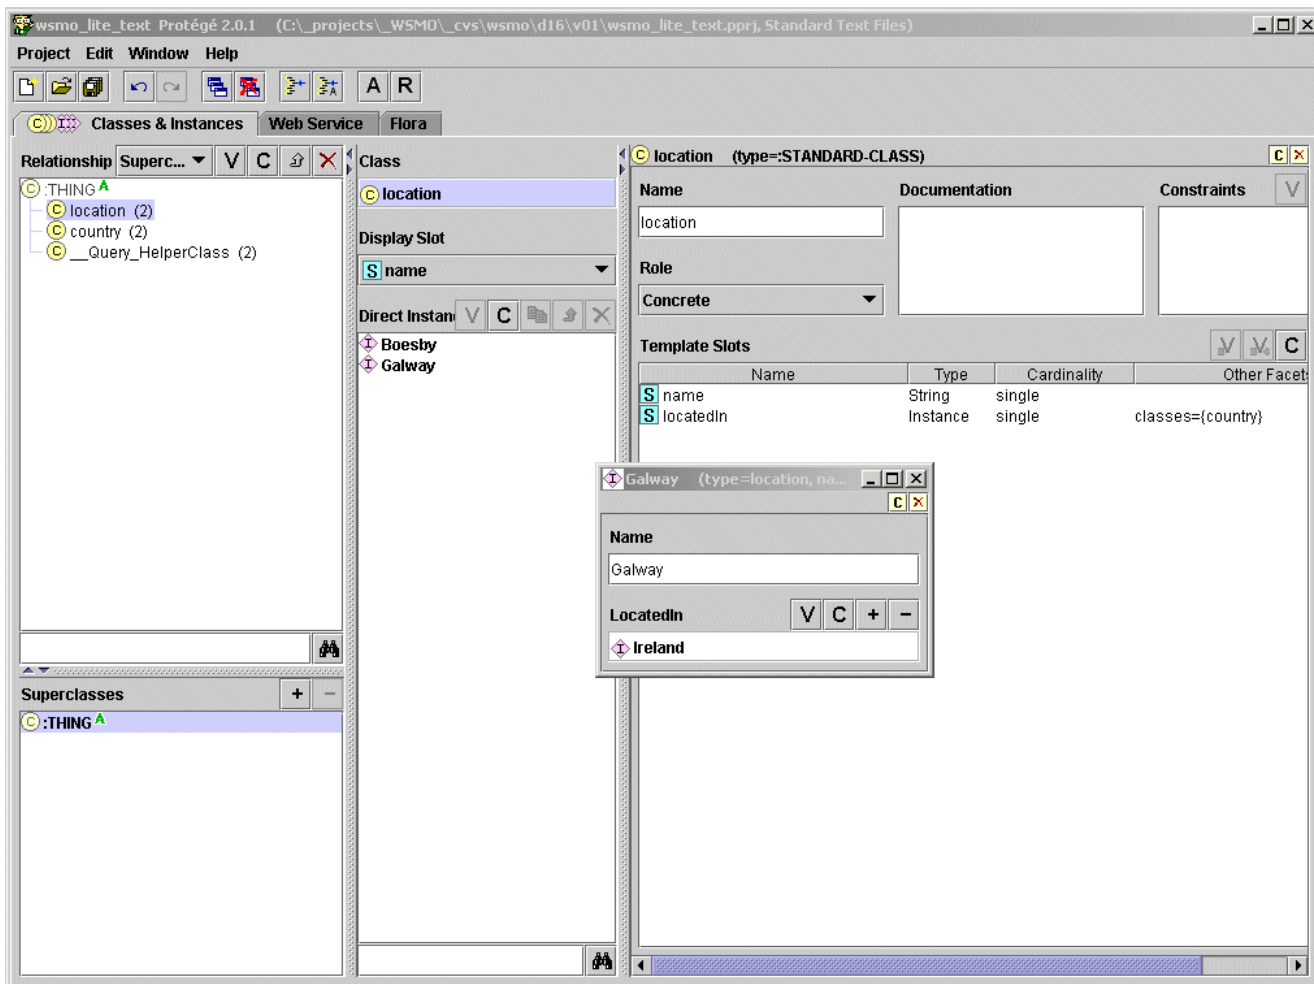 wsmo_lite_text Protégé 2.0.1 (C:\_projects\_WSMO\_cvs\wsmo\d16\v01\wsmo_lite_text.pprj, Standard Text Files)
Project Edit Window Help
A R
Classes & Instances Web Service Flora
Relationship Superc... V C
:THING A
location (2)
country (2)
__Query_HelperClass (2)
Superclasses + -
:THING A
Class
C location
Display Slot
S name
Direct Instan V C
Boesby
Galway
C location (type=:STANDARD-CLASS) C
Name Documentation Constraints V
location
Role
Concrete
Template Slots V V C
Name Type Cardinality Other Facets
S name String single
S locatedIn Instance single classes={country}
Galway (type=location, na...
C
Name
Galway
LocatedIn V C + -
Ireland